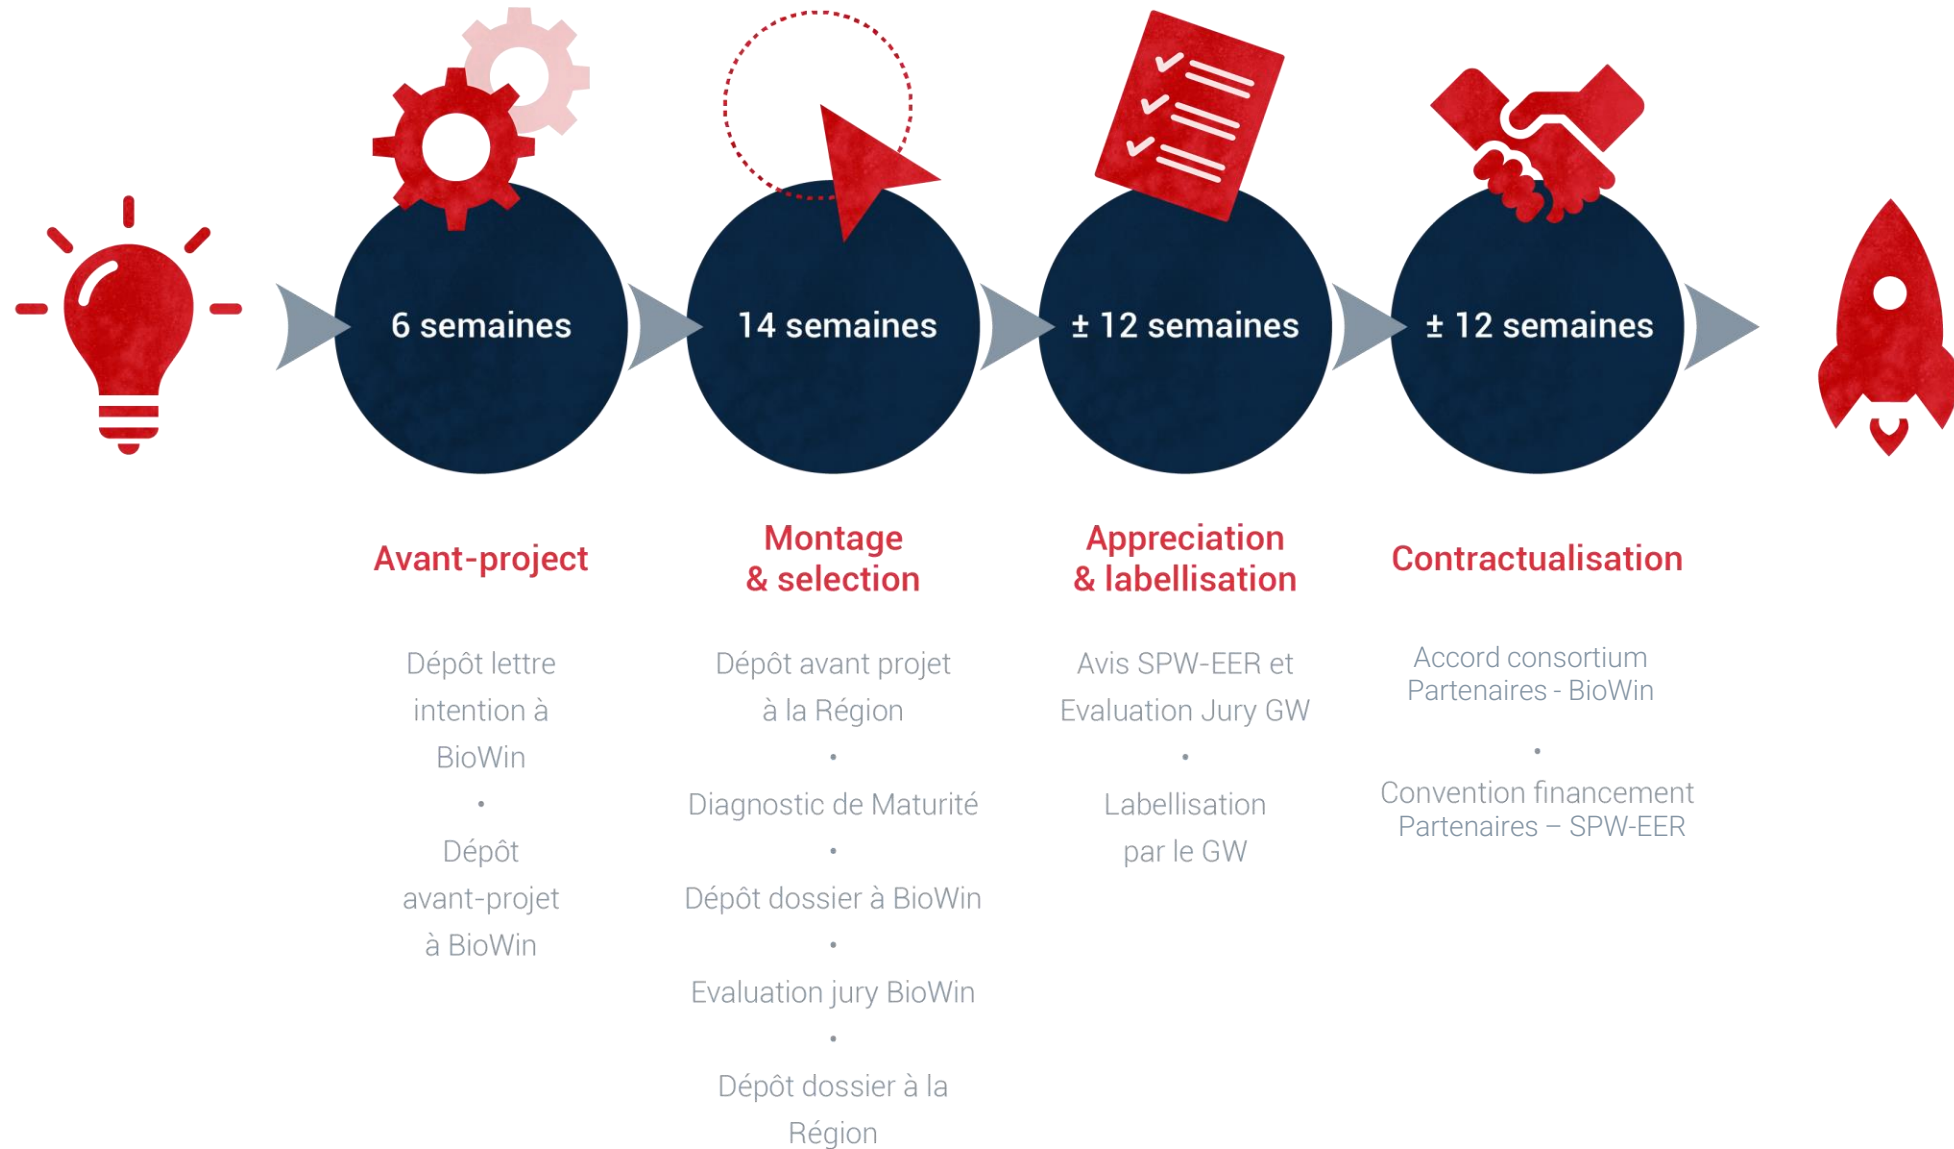 6 semaines
14 semaines
± 12 semaines
± 12 semaines
Avant-project
Dépôt lettre
intention à
BioWin
•
Dépôt
avant-projet
à BioWin
Montage
& selection
Dépôt avant projet
à la Région
•
Diagnostic de Maturité
•
Dépôt dossier à BioWin
•
Evaluation jury BioWin
•
Dépôt dossier à la
Région
Appreciation
& labellisation
Avis SPW-EER et
Evaluation Jury GW
•
Labellisation
par le GW
Contractualisation
Accord consortium
Partenaires - BioWin
•
Convention financement
Partenaires – SPW-EER